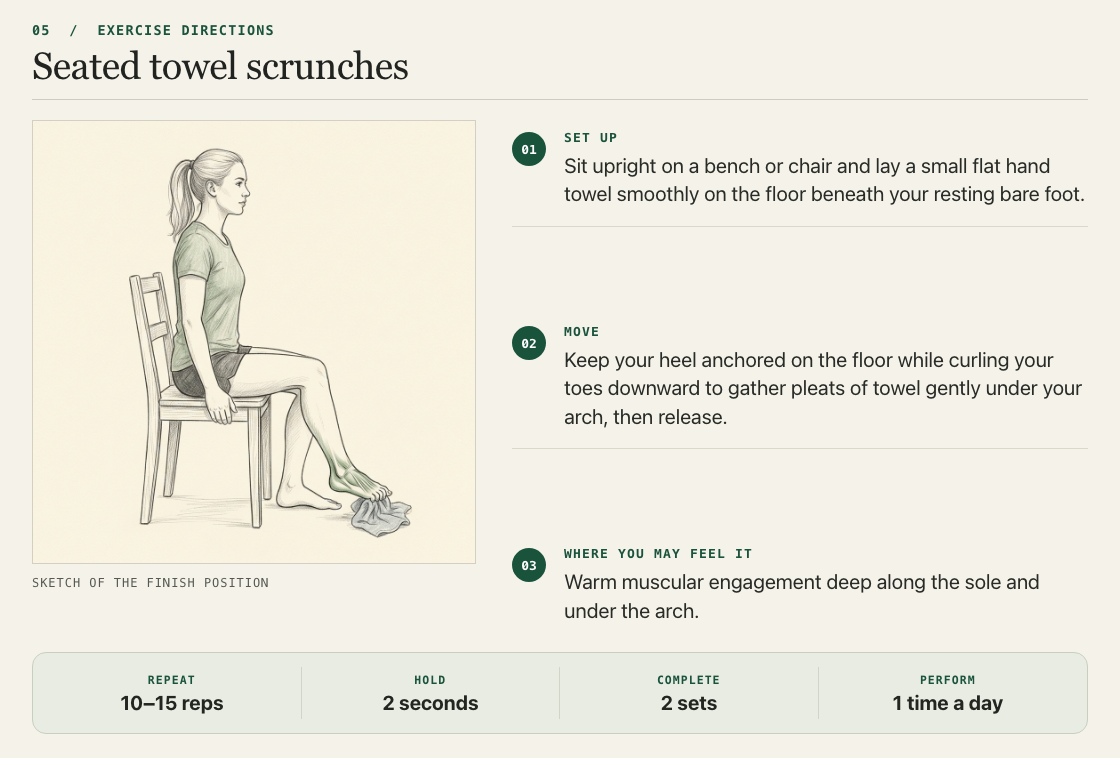 05 / EXERCISE DIRECTIONS
Seated towel scrunches
SKETCH OF THE FINISH POSITION
01
SET UP
Sit upright on a bench or chair and lay a small flat hand
towel smoothly on the floor beneath your resting bare foot.
02
MOVE
Keep your heel anchored on the floor while curling your
toes downward to gather pleats of towel gently under your
arch, then release.
03
WHERE YOU MAY FEEL IT
Warm muscular engagement deep along the sole and
under the arch.
REPEAT
10–15 reps
HOLD
2 seconds
COMPLETE
2 sets
PERFORM
1 time a day